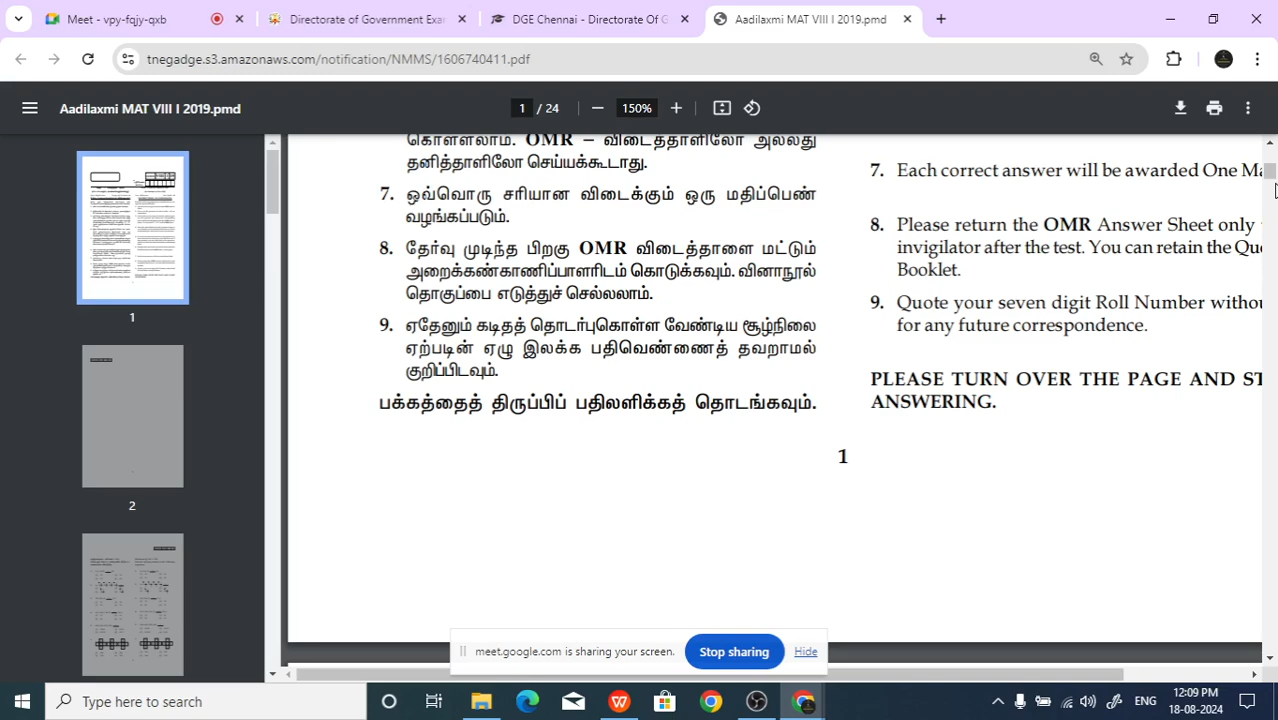 Meet - vpy-fqjy-qxb
Directorate of Government Exa
DGE Chennai - Directorate Of G
Aadilaxmi MAT VIII I 2019.pmd
tnegadge.s3.amazonaws.com/notification/NMMS/1606740411.pdf
Aadilaxmi MAT VIII I 2019.pmd
1 / 24
150%
1
2
கொள்ளலாம். OMR – விடைத்தாளிலோ அல்லது
தனித்தாளிலோ செய்யக்கூடாது.
7. ஒவ்வொரு சரியான விடைக்கும் ஒரு மதிப்பெண்
வழங்கப்படும்.
8. தேர்வு முடிந்த பிறகு OMR விடைத்தாளை மட்டும்
அறைக்கண்காணிப்பாளரிடம் கொடுக்கவும். வினாநூல்
தொகுப்பை எடுத்துச் செல்லலாம்.
9. ஏதேனும் கடிதத் தொடர்புகொள்ள வேண்டிய சூழ்நிலை
ஏற்படின் ஏழு இலக்க பதிவெண்ணைத் தவறாமல்
குறிப்பிடவும்.
பக்கத்தைத் திருப்பிப் பதிலளிக்கத் தொடங்கவும்.
7. Each correct answer will be awarded One Ma
8. Please return the OMR Answer Sheet only
invigilator after the test. You can retain the Que
Booklet.
9. Quote your seven digit Roll Number withou
for any future correspondence.
PLEASE TURN OVER THE PAGE AND ST
ANSWERING.
1
meet.google.com is sharing your screen.
Stop sharing
Hide
Type here to search
ENG
12:09 PM
18-08-2024